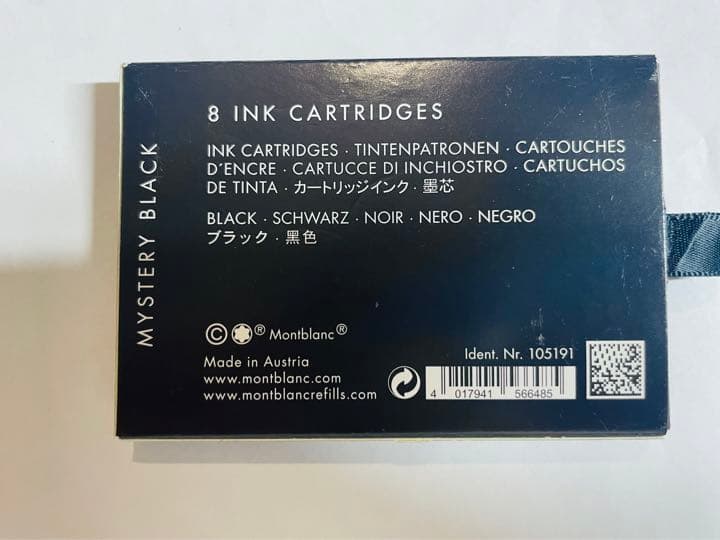 8 INK CARTRIDGES
INK CARTRIDGES · TINTENPATRONEN · CARTOUCHES
D'ENCRE · CARTUCCE DI INCHIOSTRO · CARTUCHOS
DE TINTA · カートリッジインク · 墨芯
BLACK · SCHWARZ · NOIR · NERO · NEGRO
ブラック · 黑色
MYSTERY BLACK
© ® Montblanc®
Made in Austria
www.montblanc.com
www.montblancrefills.com
Ident. Nr. 105191
4 017941 566485